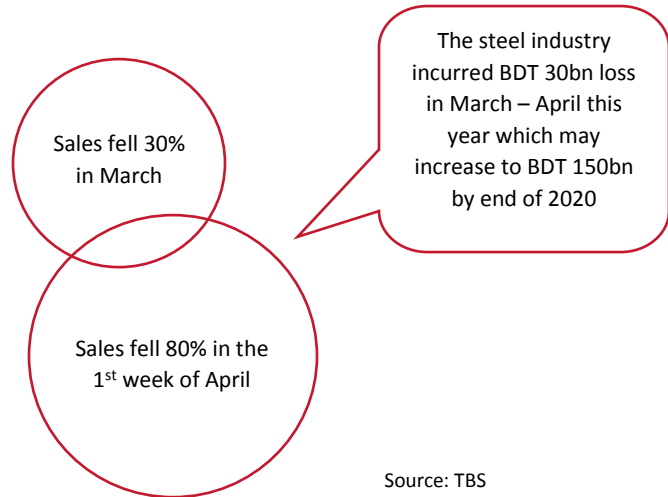 The steel industry
incurred BDT 30bn loss
in March – April this
year which may
increase to BDT 150bn
by end of 2020
Sales fell 30%
in March
Sales fell 80% in the
1st week of April
Source: TBS